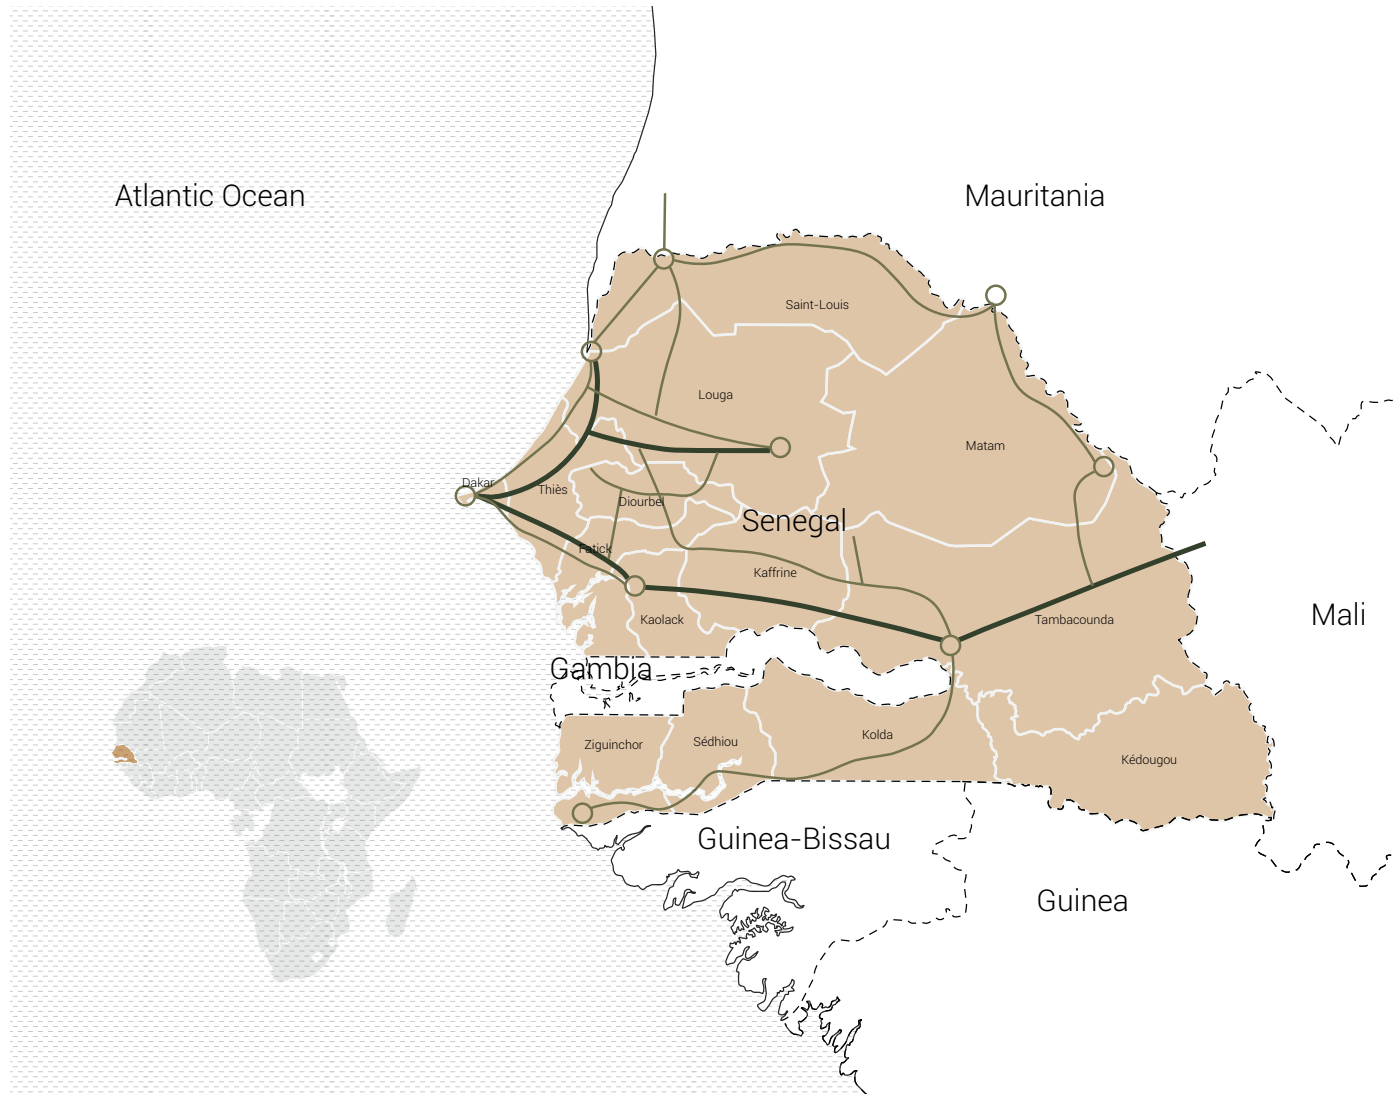 Atlantic Ocean
Mauritania
Saint-Louis
Louga
Matam
Dakar
Thiès
Diourbel
Senegal
Fatick
Kaffrine
Kaolack
Tambacounda
Mali
Gambia
Ziguinchor
Sédhiou
Kolda
Kédougou
Guinea-Bissau
Guinea